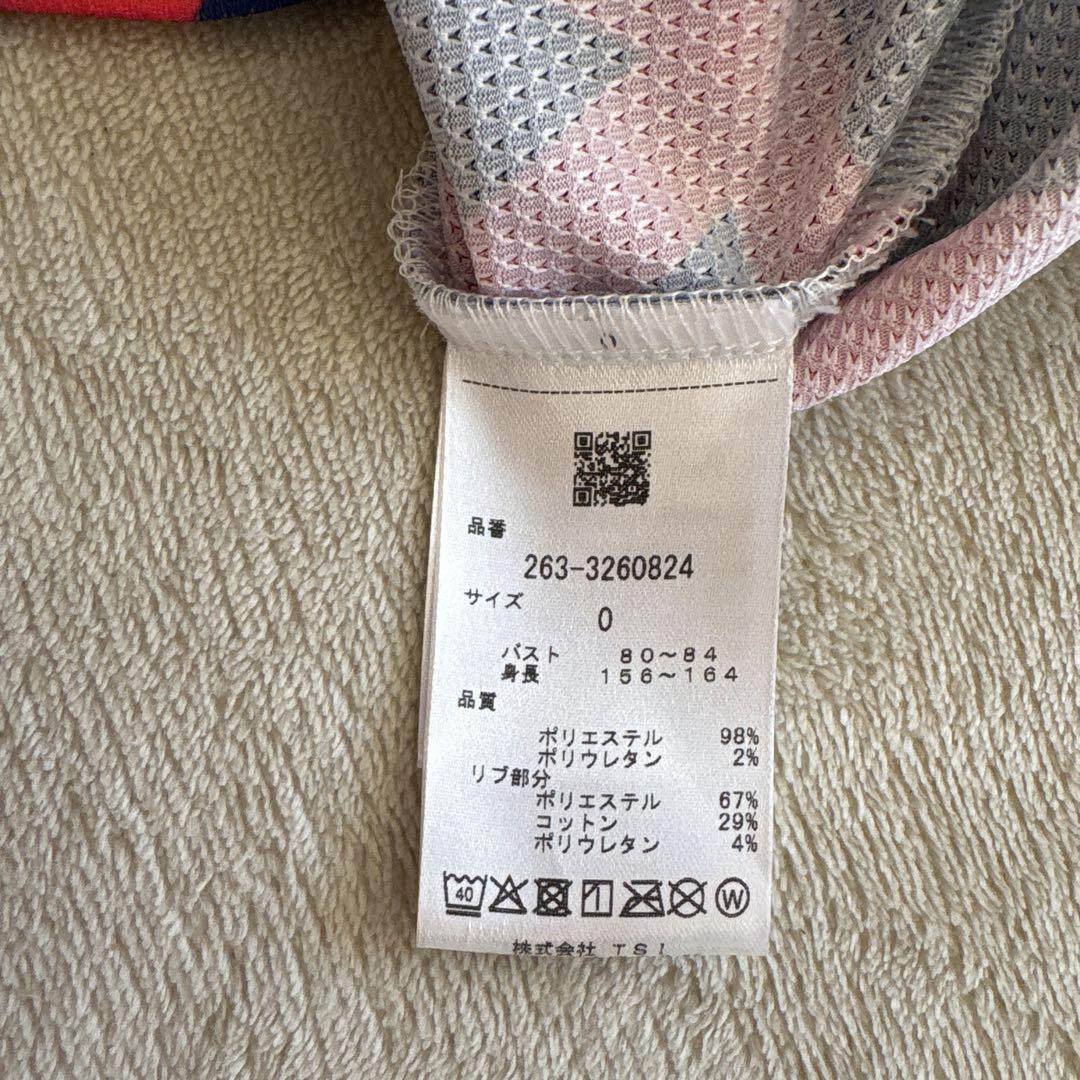 0
品番
263-3260824
サイズ
0
バスト 80~84
身長 156~164
品質
ポリエステル 98%
ポリウレタン 2%
リブ部分
ポリエステル 67%
コットン 29%
ポリウレタン 4%
40 W
株式会社 TSI